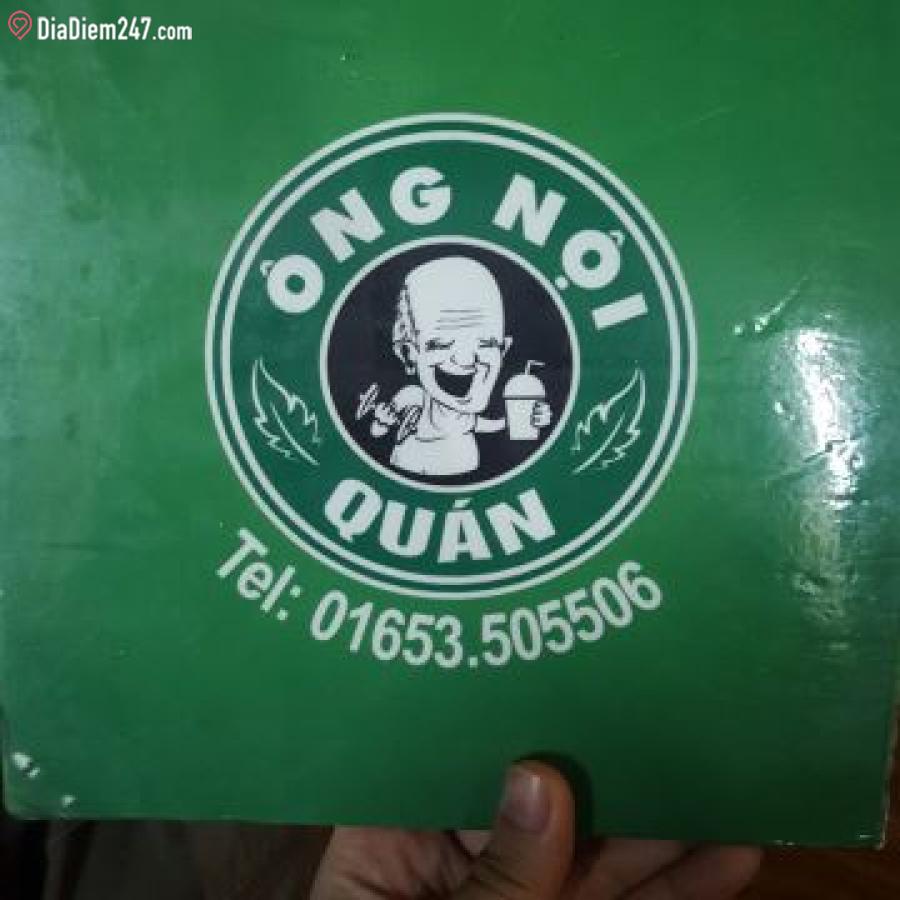 DiaDiem247.com
ÔNG NỘI
QUÁN
Tel: 01653.505506